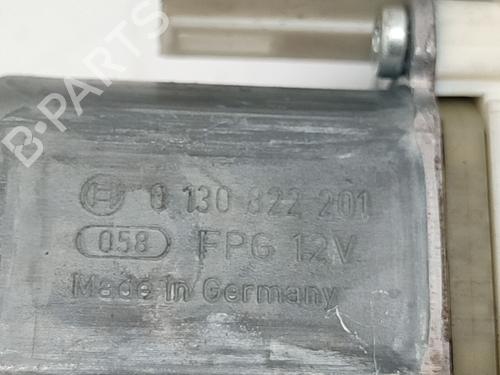 B-PARTS
0 130 822 201
058 FPG 12V
Made in Germany